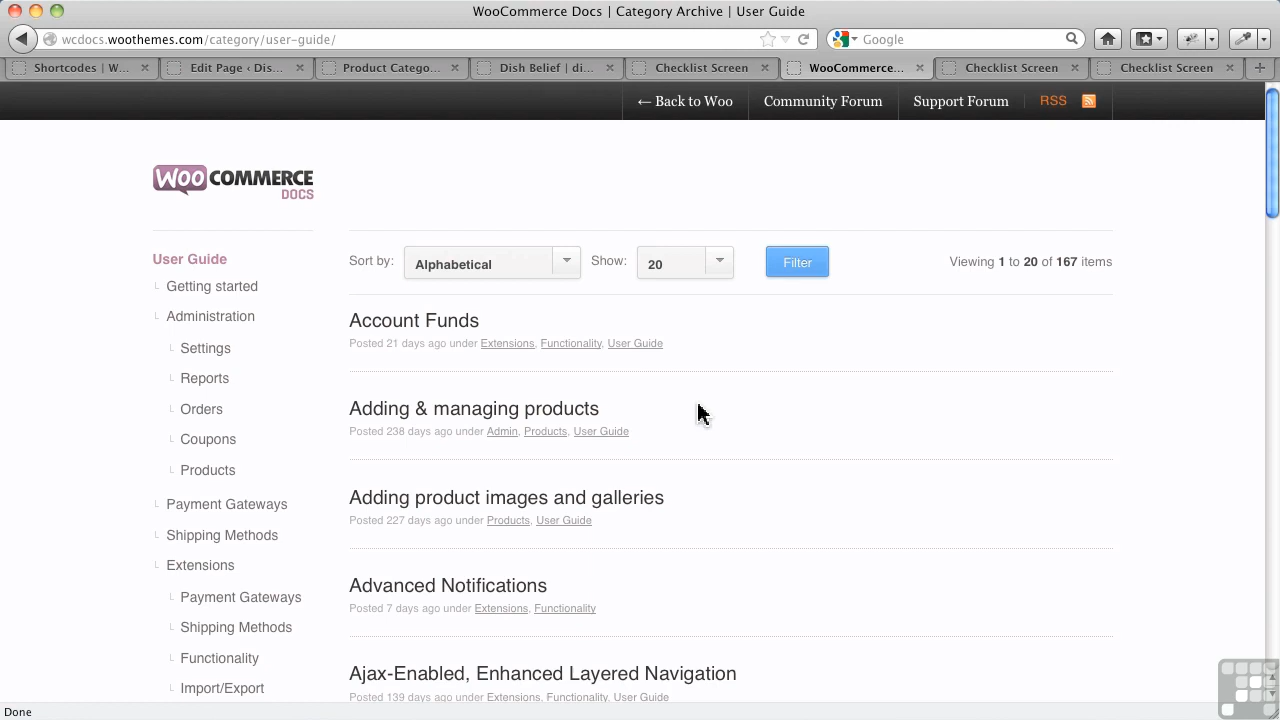 WooCommerce Docs | Category Archive | User Guide
wcdocs.woothemes.com/category/user-guide/
Google
Shortcodes | W...
Edit Page ‹ Dis...
Product Catego...
Dish Belief | di...
Checklist Screen
WooCommerce...
Checklist Screen
Checklist Screen
← Back to Woo
Community Forum
Support Forum
RSS
WOOCOMMERCE
DOCS
User Guide
Getting started
Administration
Settings
Reports
Orders
Coupons
Products
Payment Gateways
Shipping Methods
Extensions
Payment Gateways
Shipping Methods
Functionality
Import/Export
Sort by: Alphabetical Show: 20 Filter Viewing 1 to 20 of 167 items
Account Funds
Posted 21 days ago under Extensions, Functionality, User Guide
Adding & managing products
Posted 238 days ago under Admin, Products, User Guide
Adding product images and galleries
Posted 227 days ago under Products, User Guide
Advanced Notifications
Posted 7 days ago under Extensions, Functionality
Ajax-Enabled, Enhanced Layered Navigation
Posted 139 days ago under Extensions, Functionality, User Guide
Done